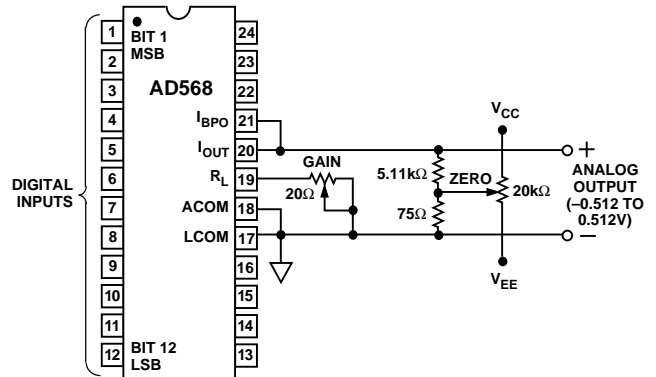 DIGITAL
INPUTS
1
2
3
4
5
6
7
8
9
10
11
12
BIT 1
MSB
AD568
I_BPO
I_OUT
R_L
ACOM
LCOM
BIT 12
LSB
24
23
22
21
20
19
18
17
16
15
14
13
GAIN
20Ω
5.11kΩ
75Ω
ZERO
V_CC
20kΩ
V_EE
+
ANALOG
OUTPUT
(–0.512 TO
0.512V)
–